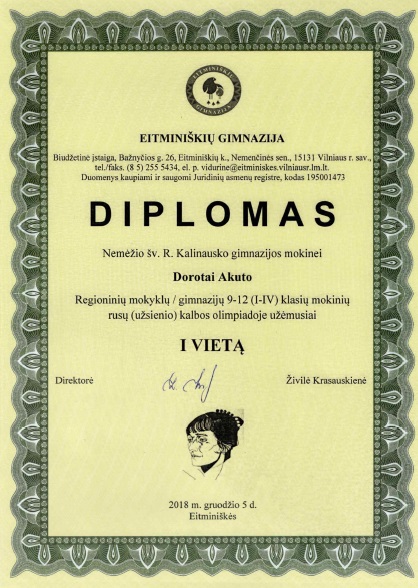 EITMINIŠKIŲ
GIMNAZIJA
EITMINIŠKIŲ GIMNAZIJA
Biudžetinė įstaiga, Bažnyčios g. 26, Eitminiškių k., Nemenčinės sen., 15131 Vilniaus r. sav.,
tel./faks. (8 5) 255 5434, el. p. vidurine@eitminiskes.vilniausr.lm.lt.
Duomenys kaupiami ir saugomi Juridinių asmenų registre, kodas 195001473
DIPLOMAS
Nemėžio šv. R. Kalinausko gimnazijos mokinei
Dorotai Akuto
Regioninių mokyklų / gimnazijų 9-12 (I-IV) klasių mokinių
rusų (užsienio) kalbos olimpiadoje užėmusiai
I VIETĄ
Direktorė Živilė Krasauskienė
2018 m. gruodžio 5 d.
Eitminiškės